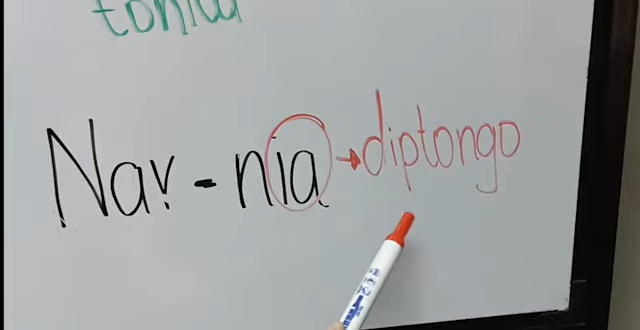 tónica
Nar - nia → diptongo